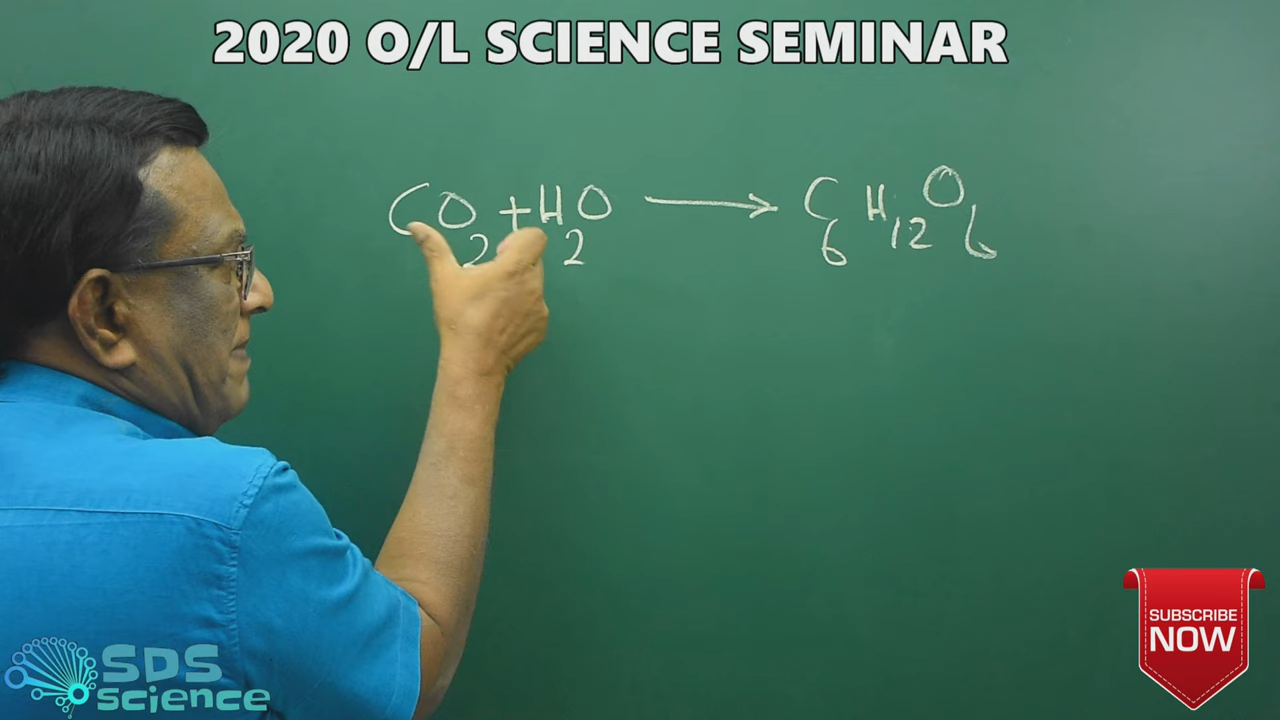 2020 O/L SCIENCE SEMINAR
CO₂ + H₂O ⟶ C₆H₁₂O₆
SUBSCRIBE
NOW
SDS
science